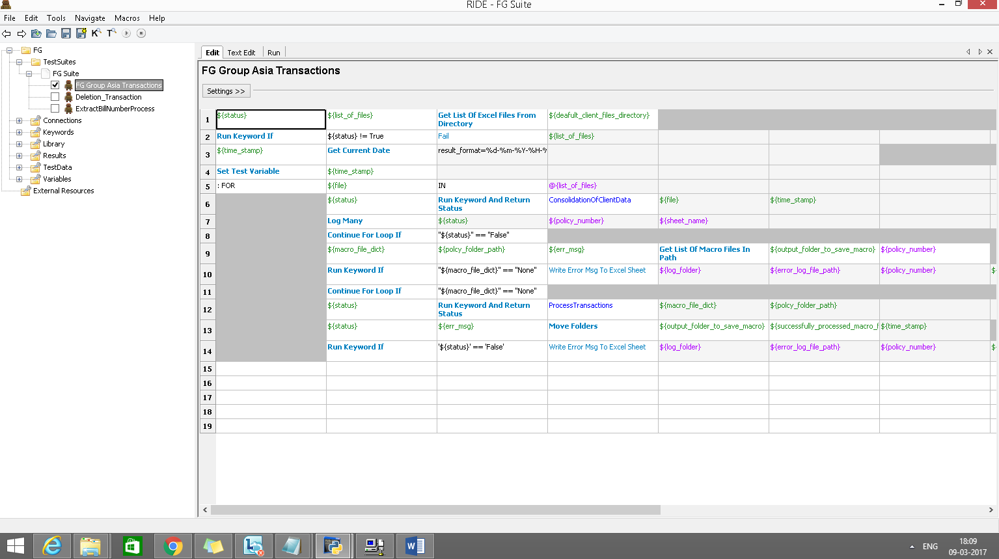 RIDE - FG Suite
File Edit Tools Navigate Macros Help
K T
FG
TestSuites
FG Suite
FG Group Asia Transactions
Deletion_Transaction
ExtractBillNumberProcess
Connections
Keywords
Library
Results
TestData
Variables
External Resources
Edit Text Edit Run
FG Group Asia Transactions
Settings >>
1 ${status} ${list_of_files} Get List Of Excel Files From Directory ${deafult_client_files_directory}
2 Run Keyword If ${status} != True Fail ${list_of_files}
3 ${time_stamp} Get Current Date result_format=%d-%m-%Y-%H-%
4 Set Test Variable ${time_stamp}
5 : FOR ${file} IN @{list_of_files}
6 ${status} Run Keyword And Return Status ConsolidationOfClientData ${file} ${time_stamp}
7 Log Many ${status} ${policy_number} ${sheet_name}
8 Continue For Loop If "${status}" == "False"
9 ${macro_file_dict} ${polcy_folder_path} ${err_msg} Get List Of Macro Files In Path ${output_folder_to_save_macro} ${policy_number}
10 Run Keyword If "${macro_file_dict}" == "None" Write Error Msg To Excel Sheet ${log_folder} ${error_log_file_path} ${policy_number} $
11 Continue For Loop If "${macro_file_dict}" == "None"
12 ${status} Run Keyword And Return Status ProcessTransactions ${macro_file_dict} ${polcy_folder_path}
13 ${status} ${err_msg} Move Folders ${output_folder_to_save_macro} ${successfully_processed_macro_f ${time_stamp}
14 Run Keyword If '${status}' == 'False' Write Error Msg To Excel Sheet ${log_folder} ${error_log_file_path} ${policy_number} $
15
16
17
18
19
ENG 18:09
09-03-2017